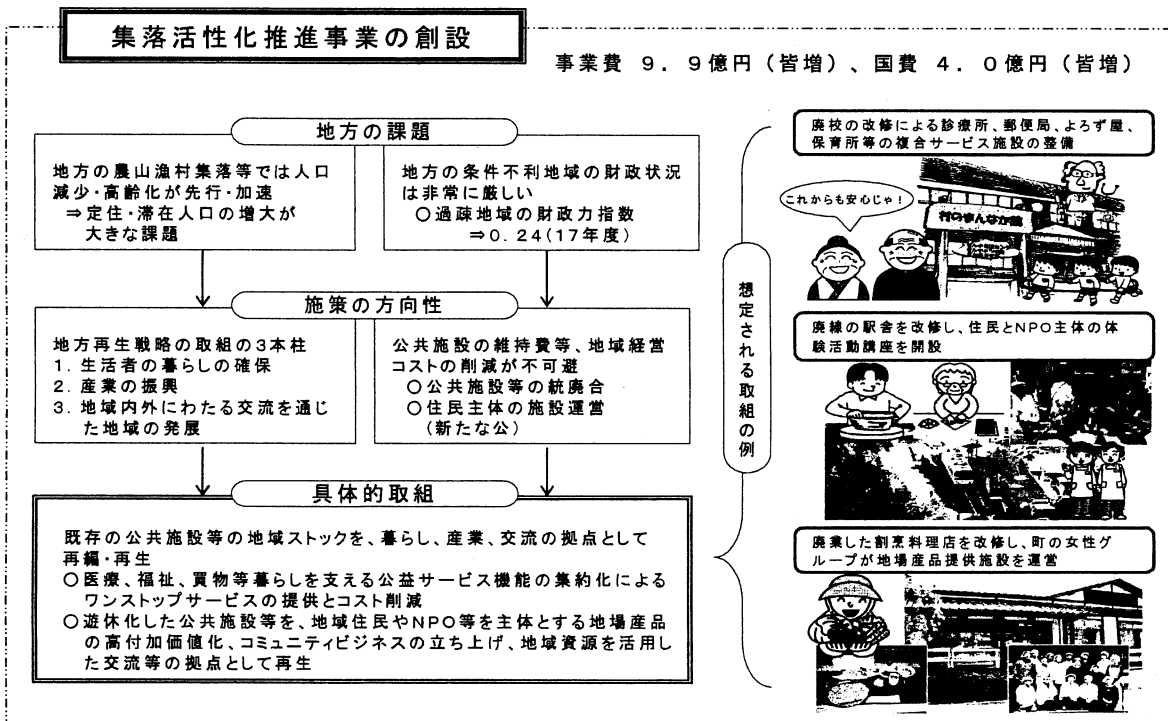 集落活性化推進事業の創設
事業費 9.9億円(皆増)、国費 4.0億円(皆増)
地方の課題
地方の農山漁村集落等では人口
減少・高齢化が先行・加速
⇒定住・滞在人口の増大が
大きな課題
地方の条件不利地域の財政状況
は非常に厳しい
○過疎地域の財政力指数
⇒0.24(17年度)
施策の方向性
地方再生戦略の取組の3本柱
1. 生活者の暮らしの確保
2. 産業の振興
3. 地域内外にわたる交流を通じ
た地域の発展
公共施設の維持費等、地域経営
コストの削減が不可避
○公共施設等の統廃合
○住民主体の施設運営
(新たな公)
具体的取組
既存の公共施設等の地域ストックを、暮らし、産業、交流の拠点として
再編・再生
○医療、福祉、買物等暮らしを支える公益サービス機能の集約化による
ワンストップサービスの提供とコスト削減
○遊休化した公共施設等を、地域住民やNPO等を主体とする地場産品
の高付加価値化、コミュニティビジネスの立ち上げ、地域資源を活用し
た交流等の拠点として再生
想定される取組の例
廃校の改修による診療所、郵便局、よろず屋、
保育所等の複合サービス施設の整備
これからも安心じゃ!
村のまんなか館
廃線の駅舎を改修し、住民とNPO主体の体
験活動講座を開設
廃業した割烹料理店を改修し、町の女性グ
ループが地場産品提供施設を運営